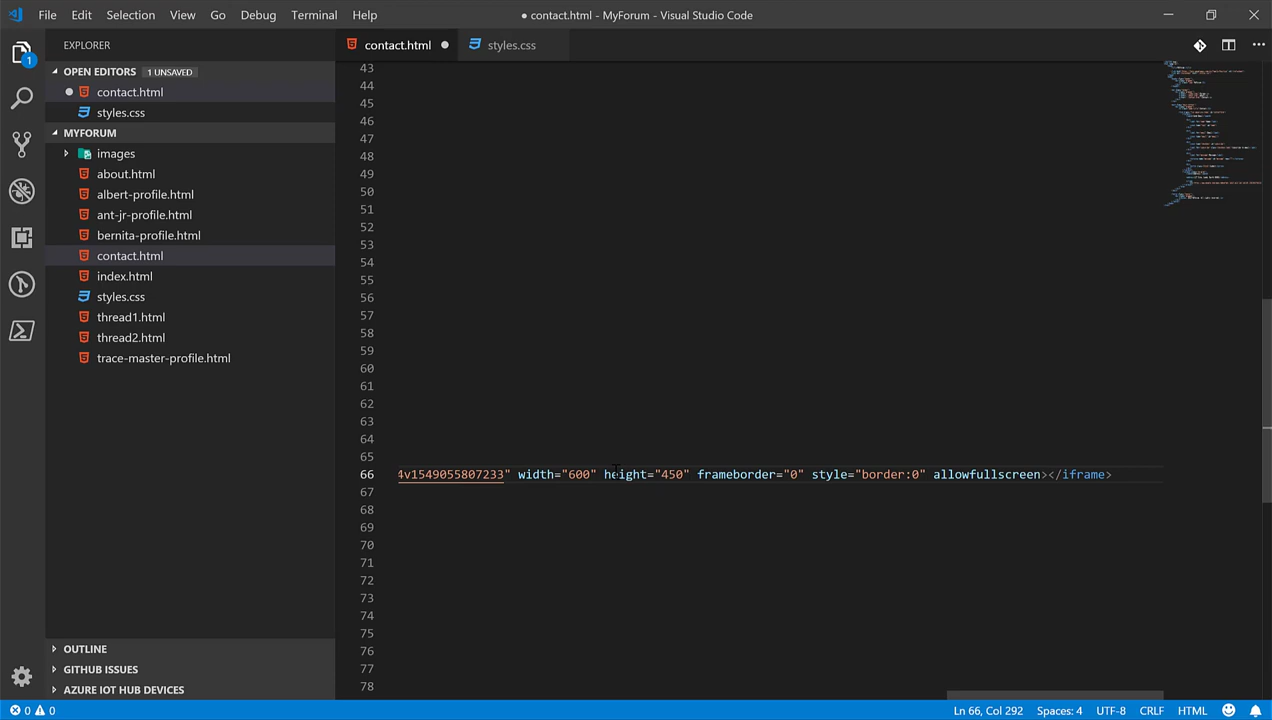 File Edit Selection View Go Debug Terminal Help
● contact.html - MyForum - Visual Studio Code
EXPLORER
contact.html ●
styles.css
OPEN EDITORS 1 UNSAVED
● contact.html
styles.css
MYFORUM
images
about.html
albert-profile.html
ant-jr-profile.html
bernita-profile.html
contact.html
index.html
styles.css
thread1.html
thread2.html
trace-master-profile.html
OUTLINE
GITHUB ISSUES
AZURE IOT HUB DEVICES
1
43
44
45
46
47
48
49
50
51
52
53
54
55
56
57
58
59
60
61
62
63
64
65
66 4v1549055807233" width="600" height="450" frameborder="0" style="border:0" allowfullscreen></iframe>
67
68
69
70
71
72
73
74
75
76
77
78
0 0
Ln 66, Col 292 Spaces: 4 UTF-8 CRLF HTML